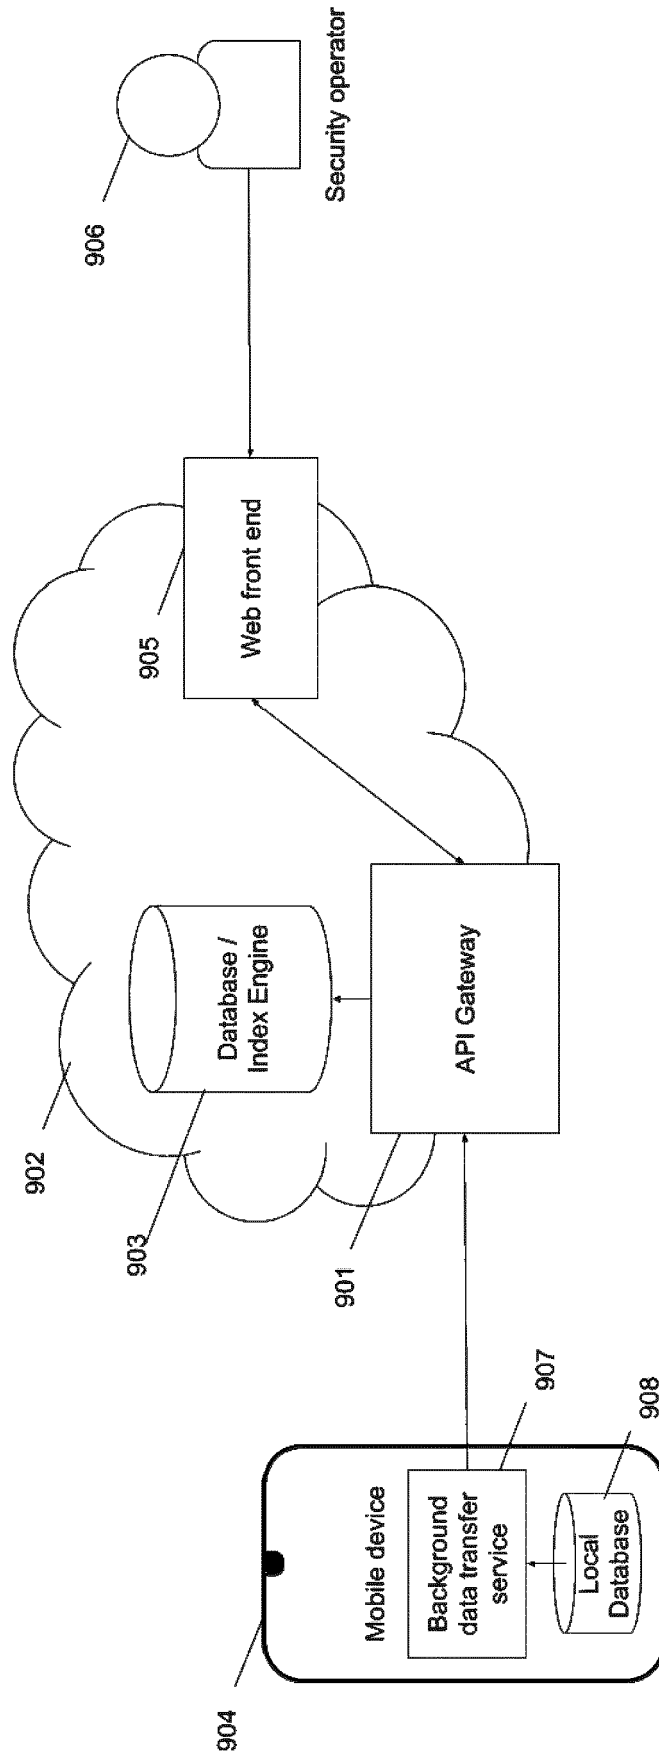 904
Mobile device
Background
data transfer
service
907
Local
Database
908
902
903
Database /
Index Engine
901
API Gateway
905
Web front end
906
Security operator